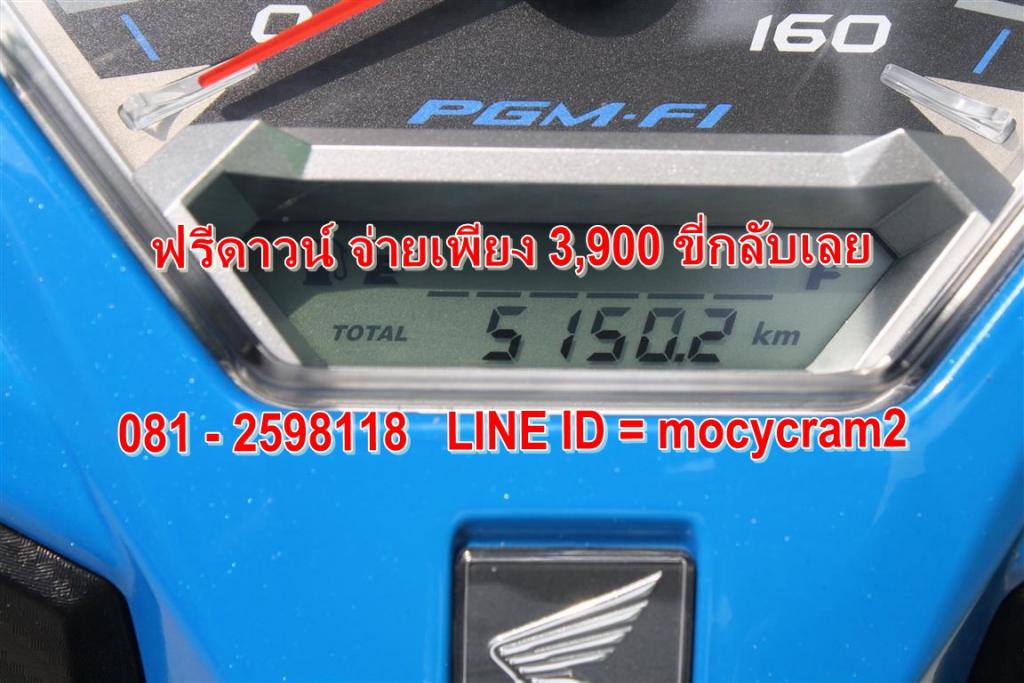 0 160
PGM-FI
ฟรีดาวน์ จ่ายเพียง 3,900 ขี่กลับเลย
F
TOTAL 5150.2 km
081 - 2598118 LINE ID = mocycram2